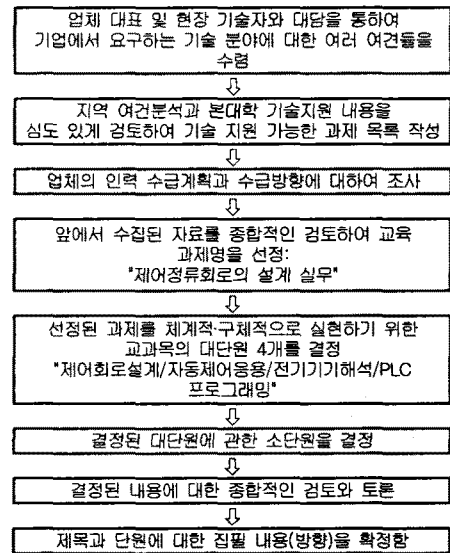 업체 대표 및 현장 기술자와 대담을 통하여
기업에서 요구하는 기술 분야에 대한 여러 여견들을
수령
지역 여건분석과 본대학 기술지원 내용을
심도 있게 검토하여 기술 지원 가능한 과제 목록 작성
업체의 인력 수급계획과 수급방향에 대하여 조사
앞에서 수집된 자료를 종합적인 검토하여 교육
과제명을 선정:
"제어정류회로의 설계 실무"
선정된 과제를 체계적·구체적으로 실현하기 위한
교과목의 대단원 4개를 결정
"제어회로설계/자동제어응용/전기기기해석/PLC
프로그래밍"
결정된 대단원에 관한 소단원을 결정
결정된 내용에 대한 종합적인 검토와 토론
제목과 단원에 대한 집필 내용(방향)을 확정함